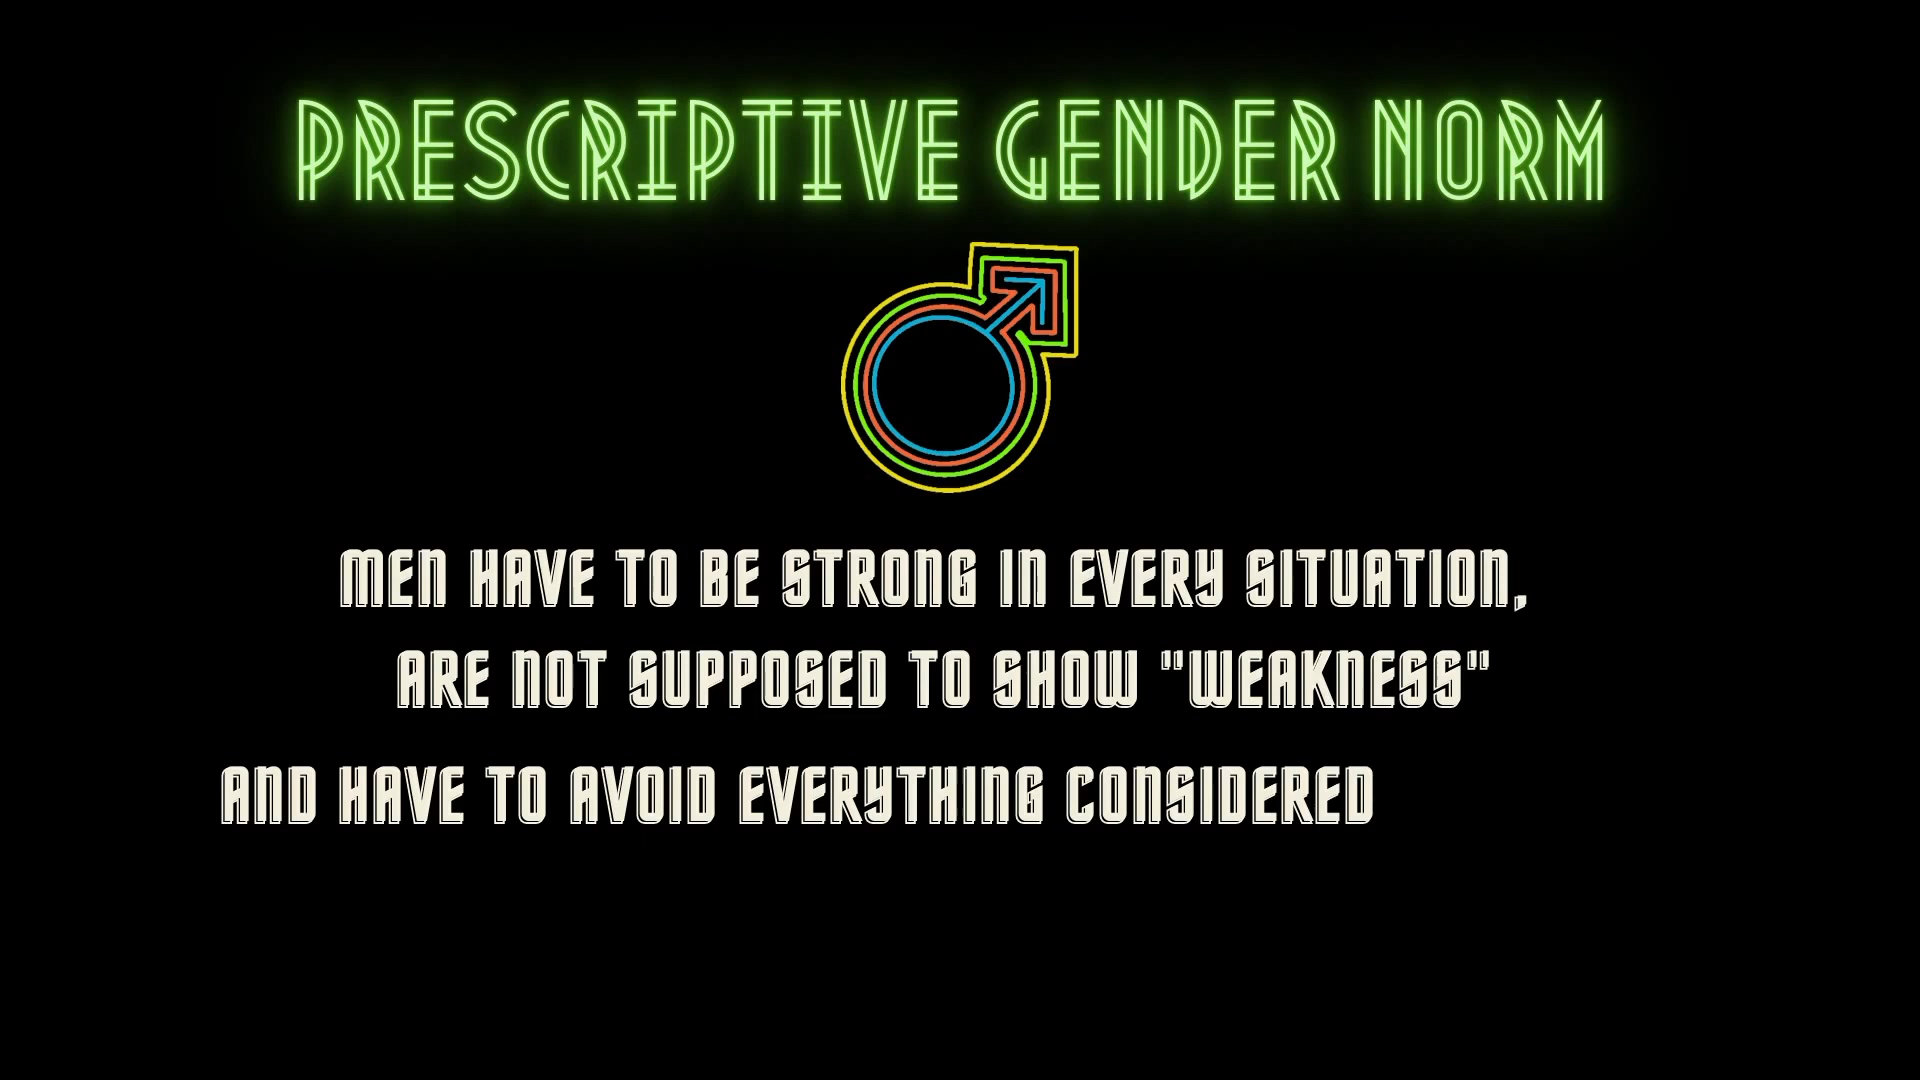 PRESCRIPTIVE GENDER NORM
MEN HAVE TO BE STRONG IN EVERY SITUATION,
ARE NOT SUPPOSED TO SHOW "WEAKNESS"
AND HAVE TO AVOID EVERYTHING CONSIDERED